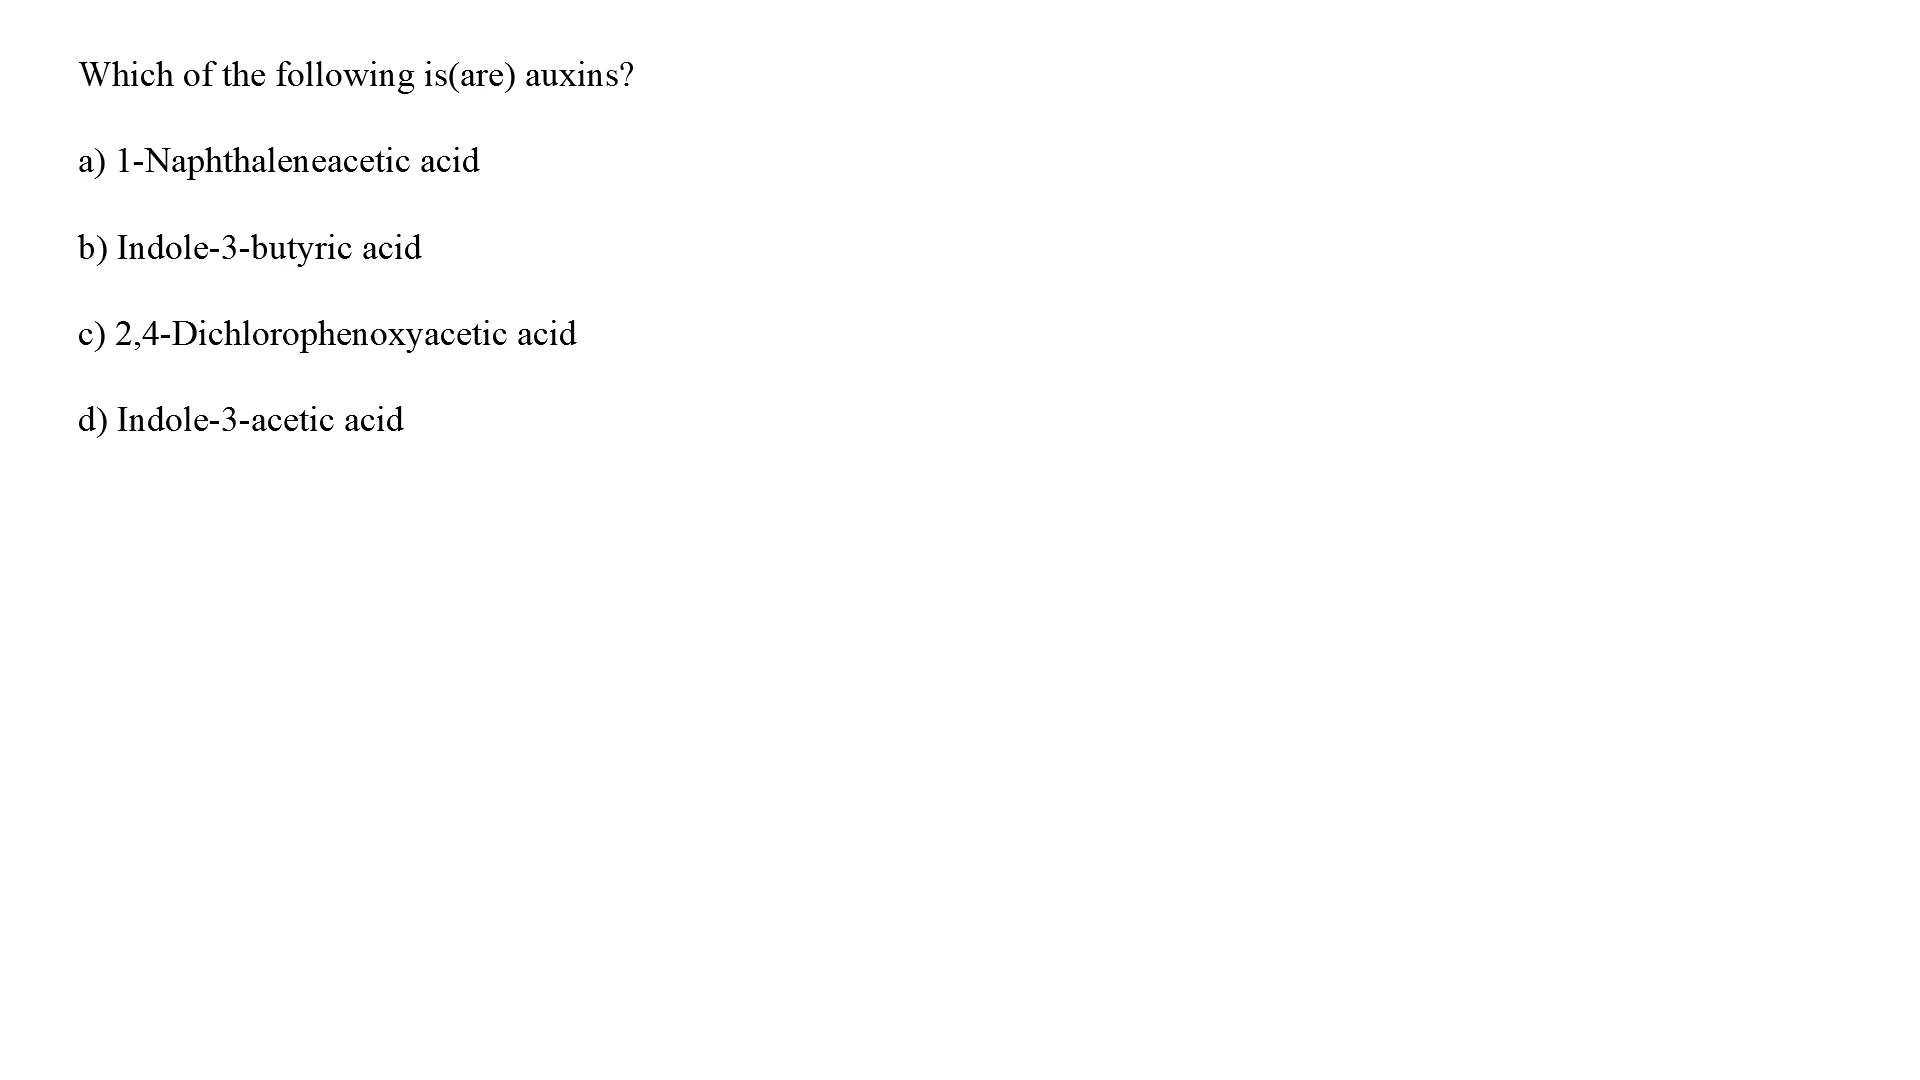 Which of the following is(are) auxins?
a) 1-Naphthaleneacetic acid
b) Indole-3-butyric acid
c) 2,4-Dichlorophenoxyacetic acid
d) Indole-3-acetic acid